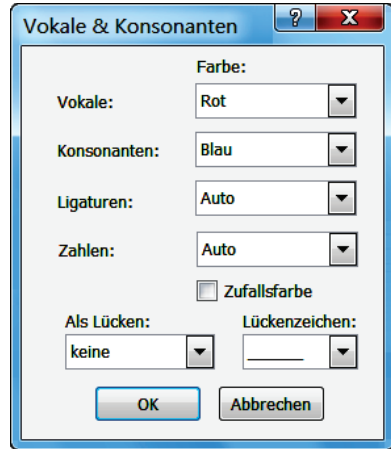 Vokale & Konsonanten ? X
Farbe:
Vokale: Rot
Konsonanten: Blau
Ligaturen: Auto
Zahlen: Auto
Zufallsfarbe
Als Lücken: Lückenzeichen:
keine ______
OK Abbrechen